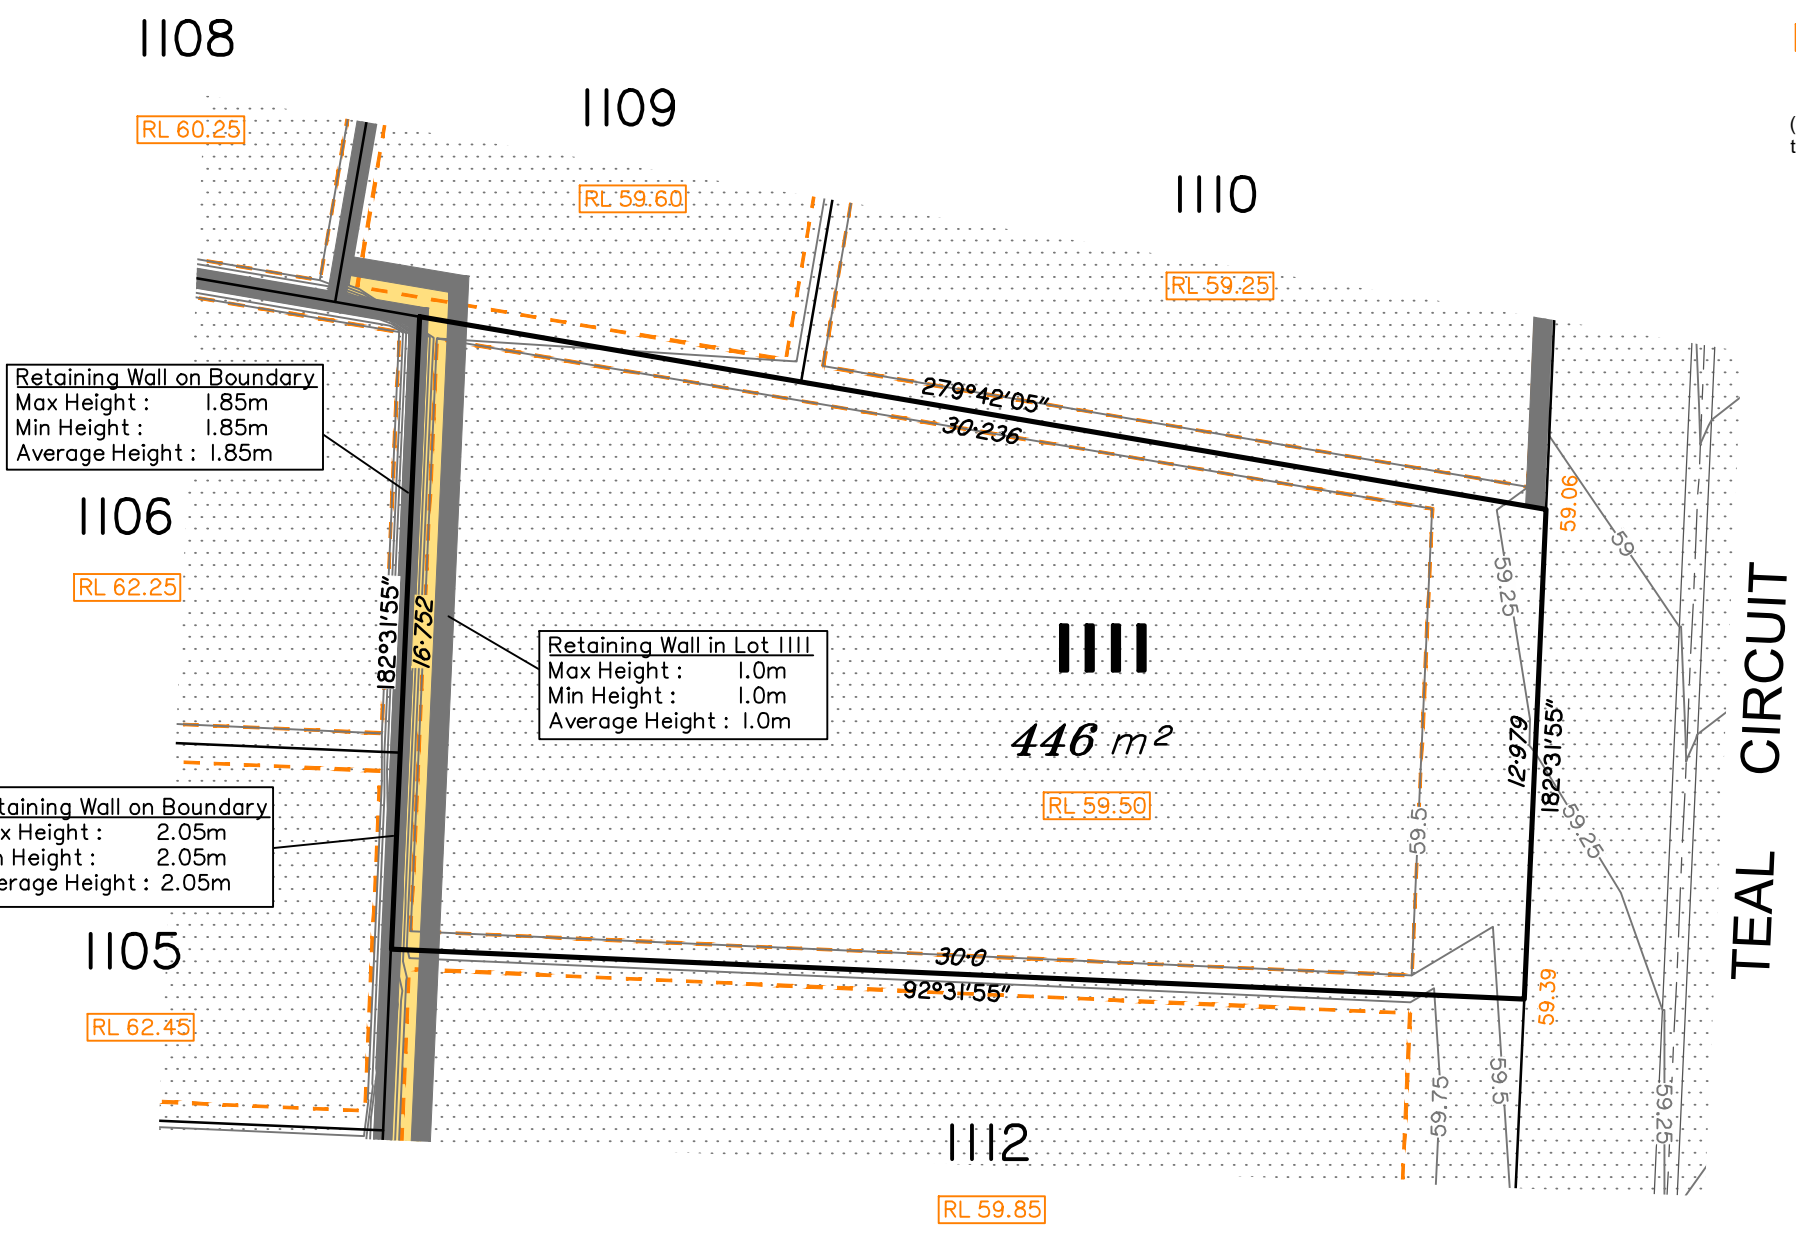 1108
1109
RL 60.25
(
t
RL 59.60
1110
RL 59.25
Retaining Wall on Boundary
Max Height : 1.85m
Min Height : 1.85m
Average Height : 1.85m
279°42'05"
30·236
1106
59.06
59
RL 62.25
182°31'55"
16·752
59.25
Retaining Wall in Lot 1111
Max Height : 1.0m
Min Height : 1.0m
Average Height : 1.0m
1111
446 m²
12·979
182°31'55"
TEAL CIRCUIT
RL 59.50
59.5
59.25
taining Wall on Boundary
x Height : 2.05m
n Height : 2.05m
erage Height : 2.05m
1105
30·0
92°31'55"
59.39
RL 62.45
59.75
59.5
59.25
1112
RL 59.85